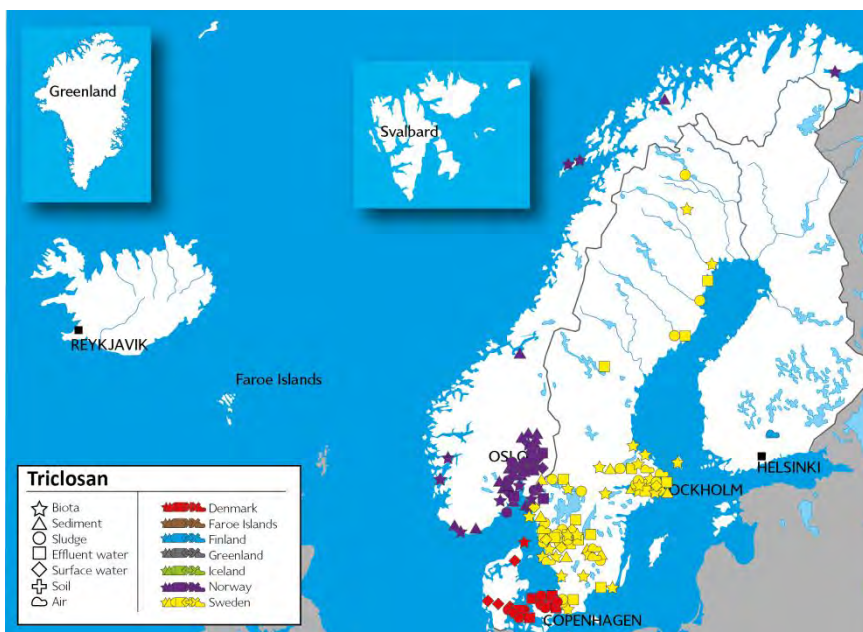 Greenland
Svalbard
REYKJAVIK
Faroe Islands
OSLO
HELSINKI
OCKHOLM
COPENHAGEN
Triclosan
Biota
Sediment
Sludge
Effluent water
Surface water
Soil
Air
Denmark
Faroe Islands
Finland
Greenland
Iceland
Norway
Sweden